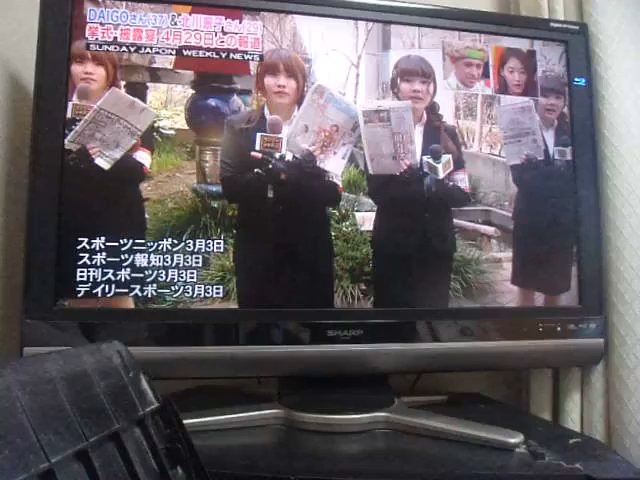 DAIGOさん(37)&北川景子さん(29)
挙式・披露宴 4月29日との報道
SUNDAY JAPON WEEKLY NEWS
スポーツニッポン3月3日
スポーツ報知3月3日
日刊スポーツ3月3日
デイリースポーツ3月3日
SHARP